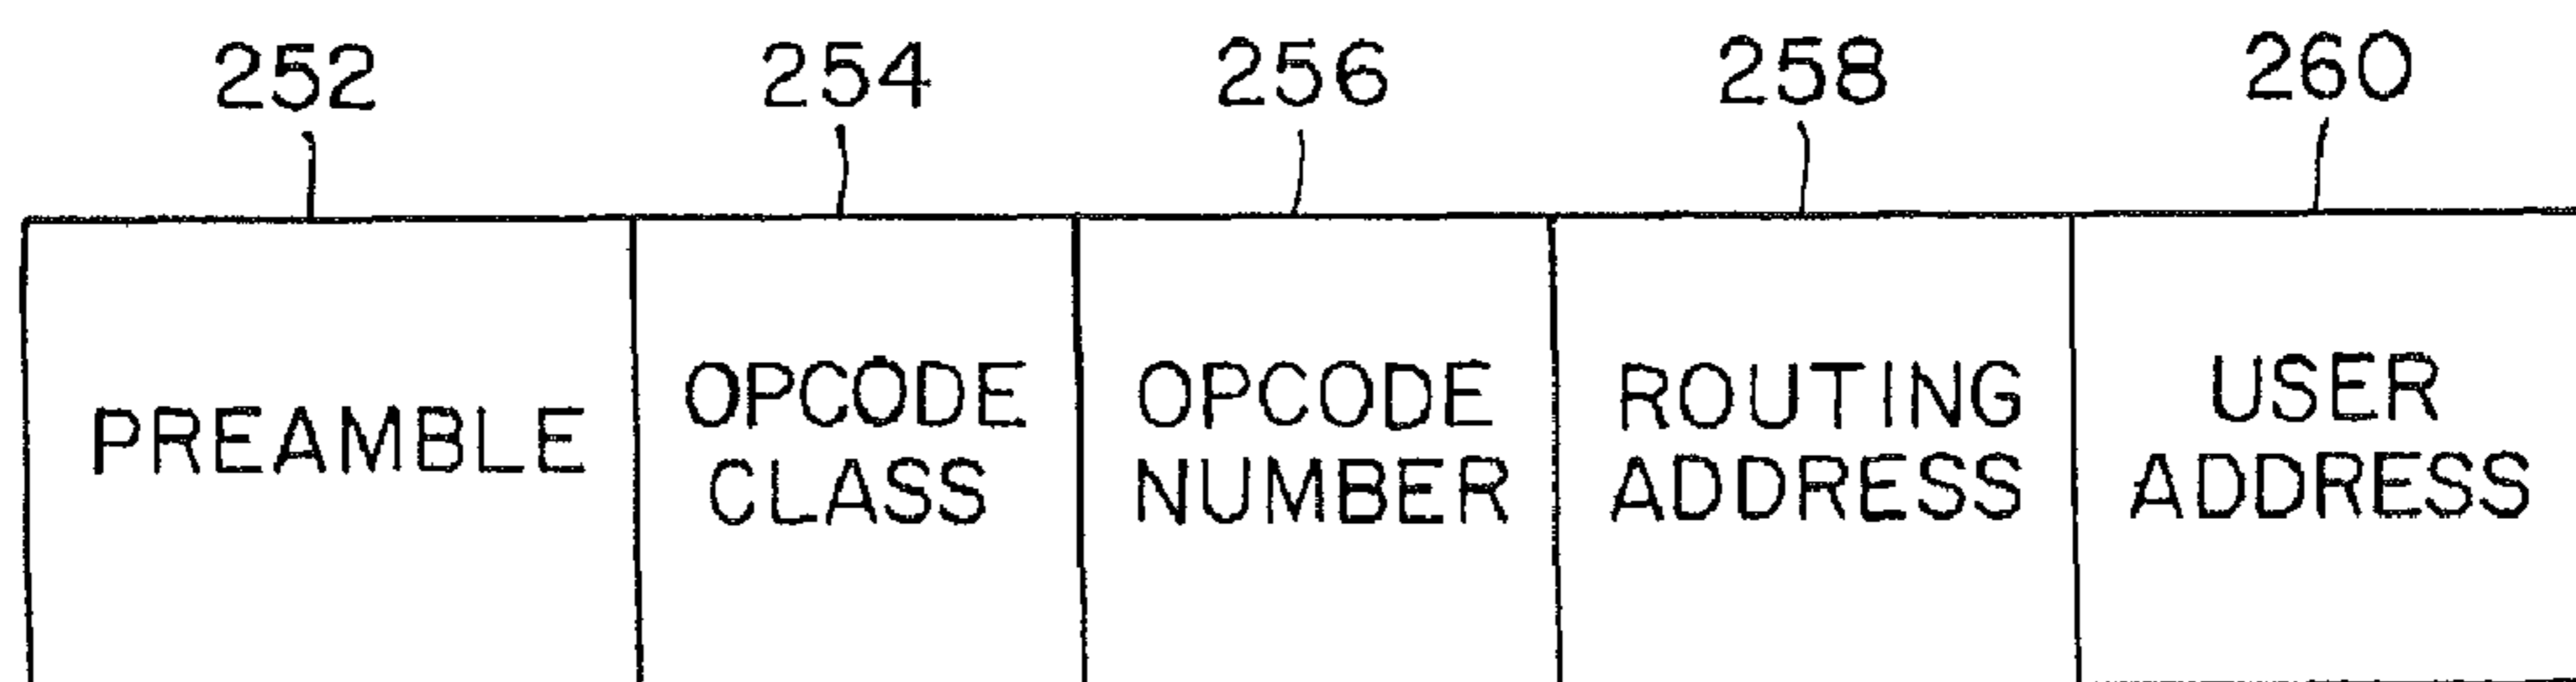 252 254 256 258 260
PREAMBLE
OPCODE
CLASS
OPCODE
NUMBER
ROUTING
ADDRESS
USER
ADDRESS